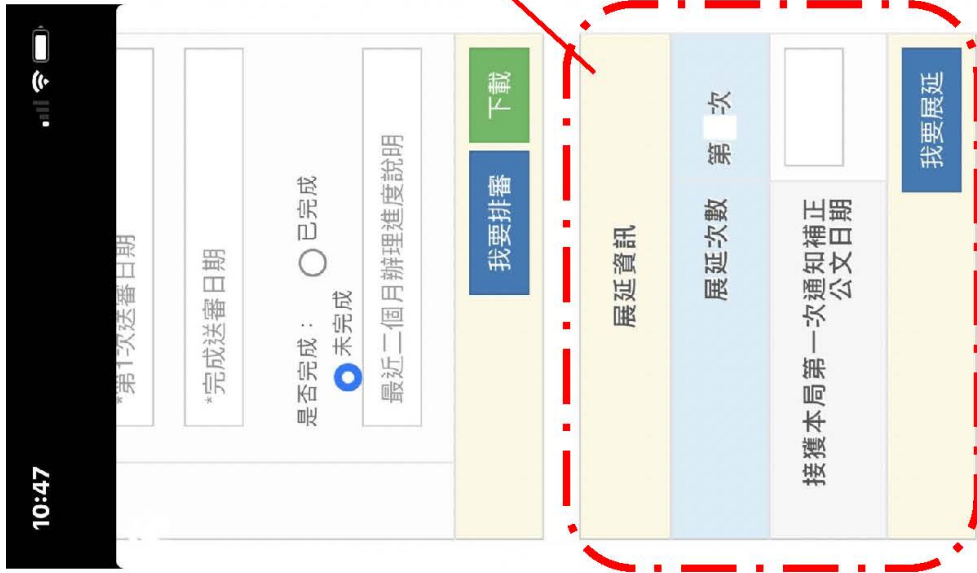 10:47
*第1次送審日期
*完成送審日期
是否完成：
已完成
未完成
最近二個月辦理進度說明
我要排審
下載
展延資訊
展延次數
第 次
接獲本局第一次通知補正
公文日期
我要展延